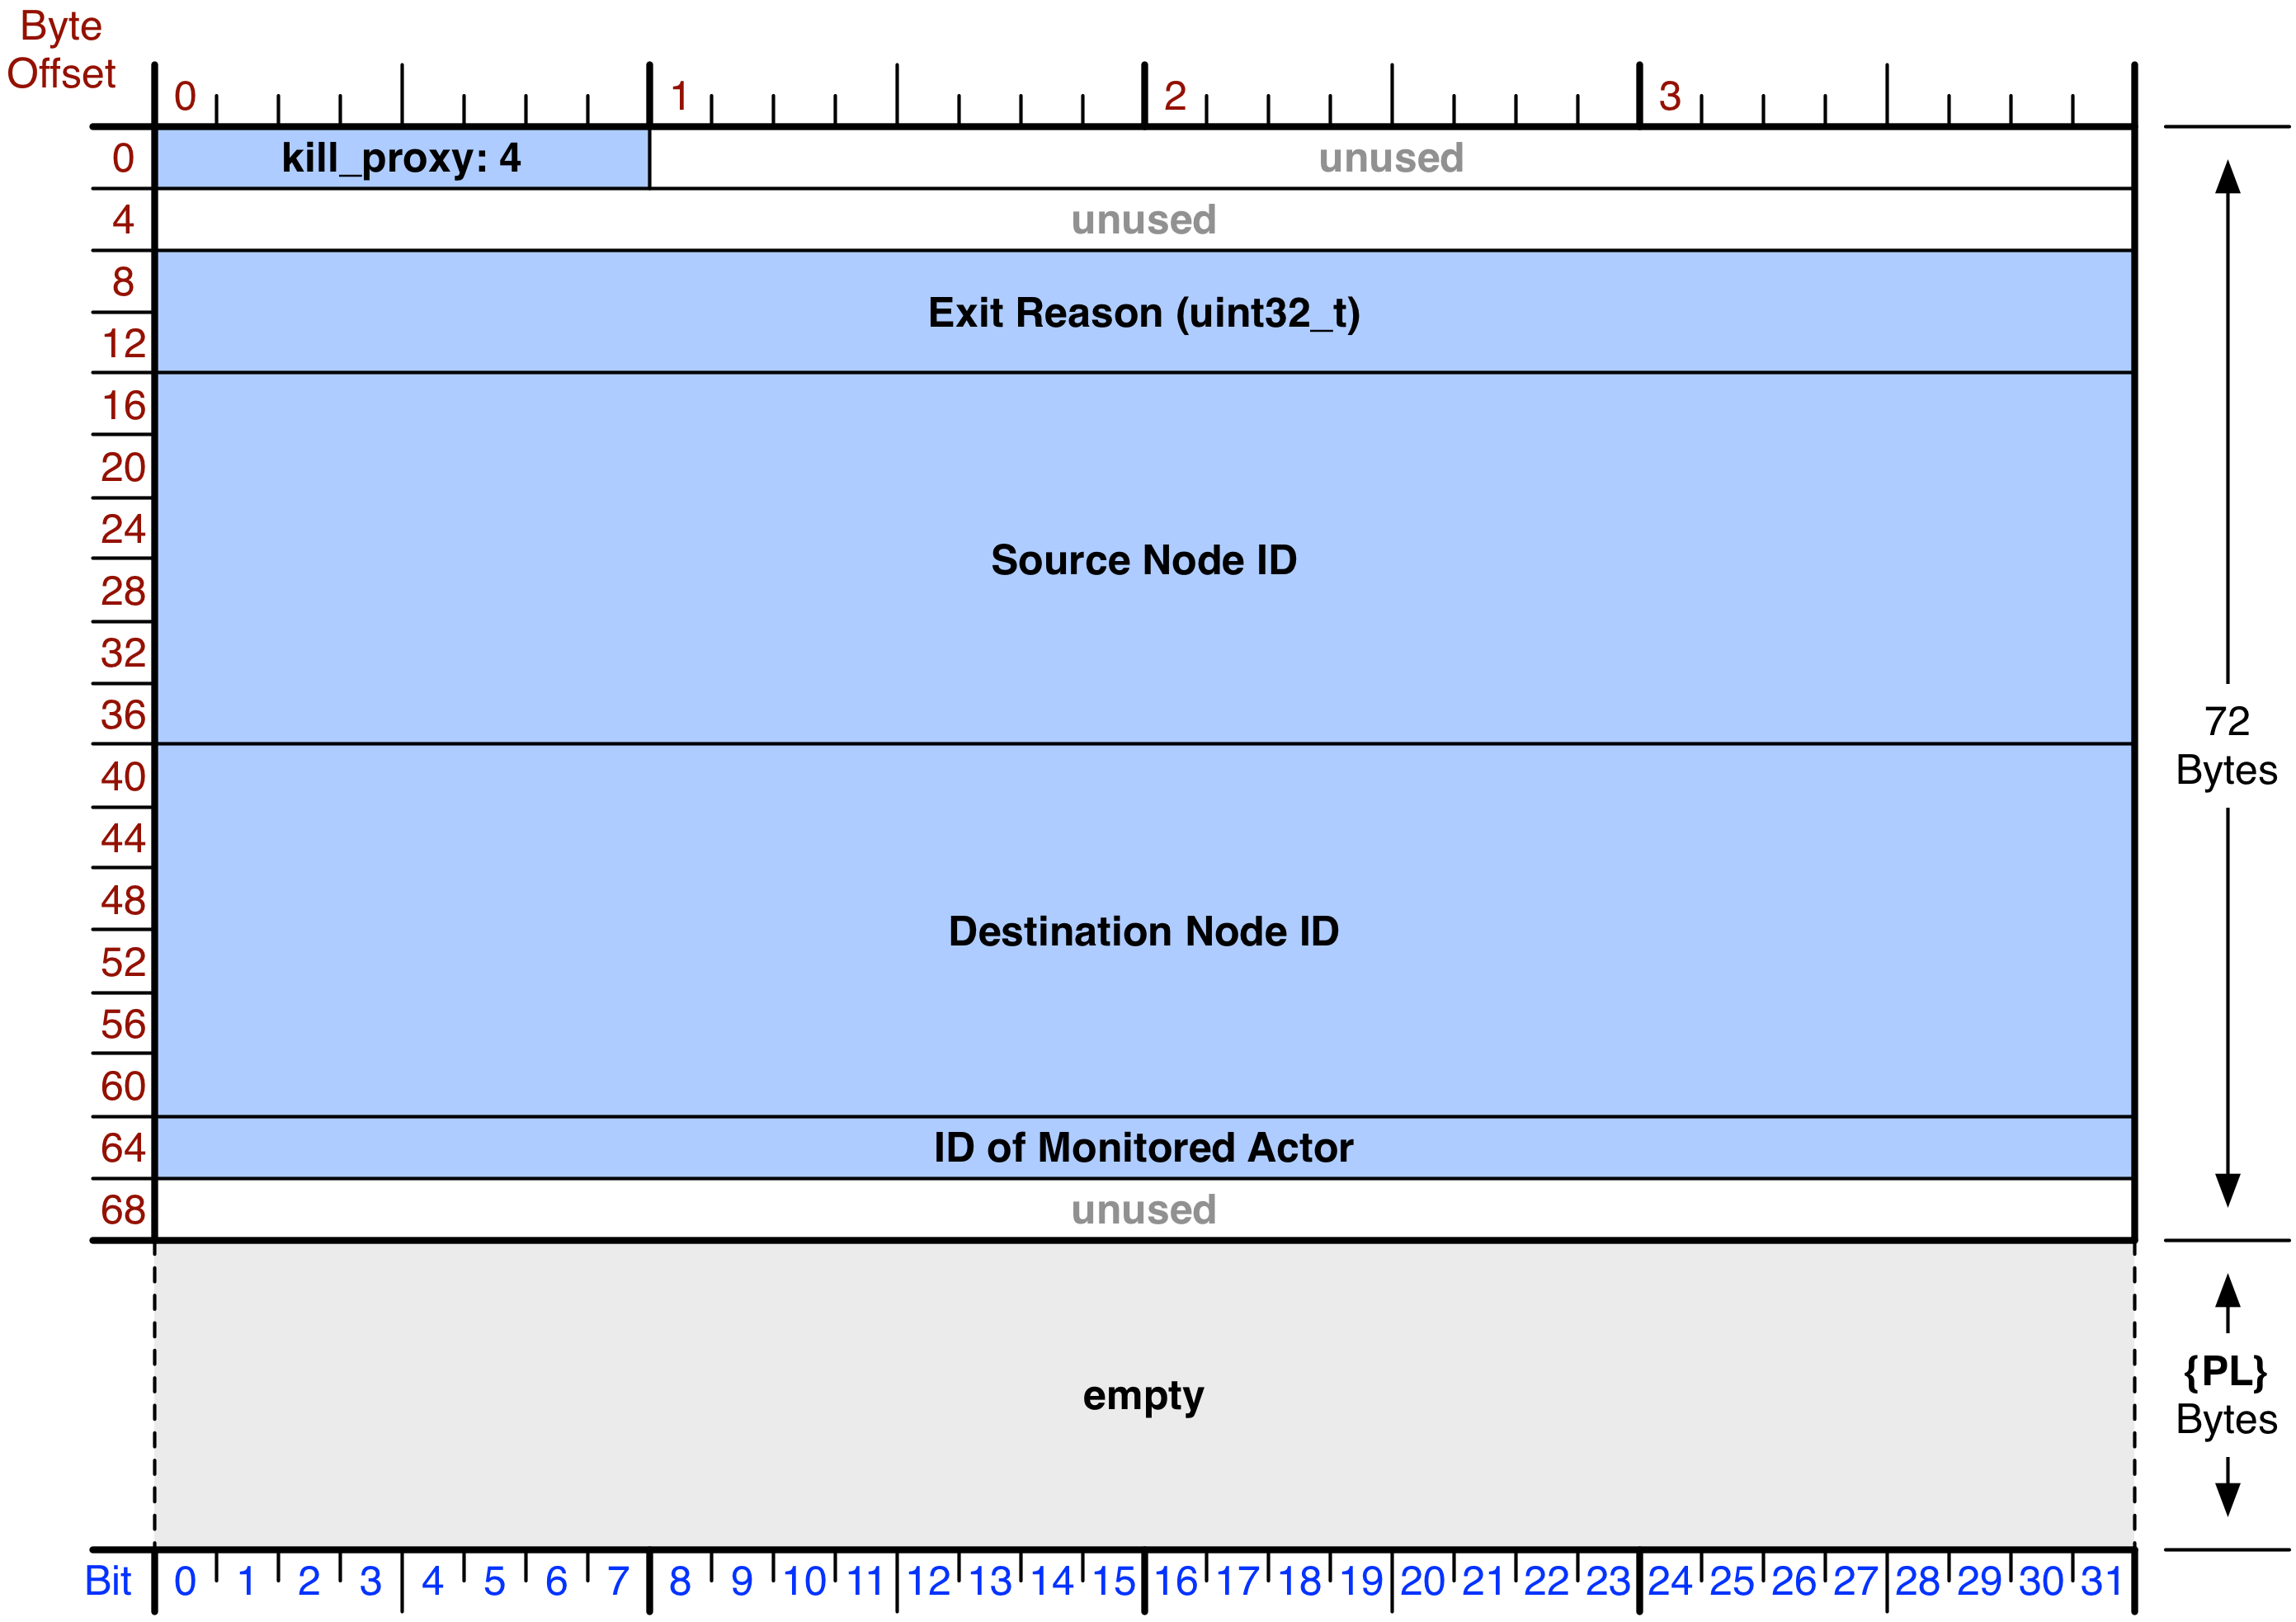 Byte
Offset
0 1 2 3
0 kill_proxy: 4 unused
4 unused
8
Exit Reason (uint32_t)
12
16
20
24
Source Node ID
28
32
36
72
Bytes
40
44
48
Destination Node ID
52
56
60
64 ID of Monitored Actor
68 unused
empty
{PL}
Bytes
Bit 0 1 2 3 4 5 6 7 8 9 10 11 12 13 14 15 16 17 18 19 20 21 22 23 24 25 26 27 28 29 30 31